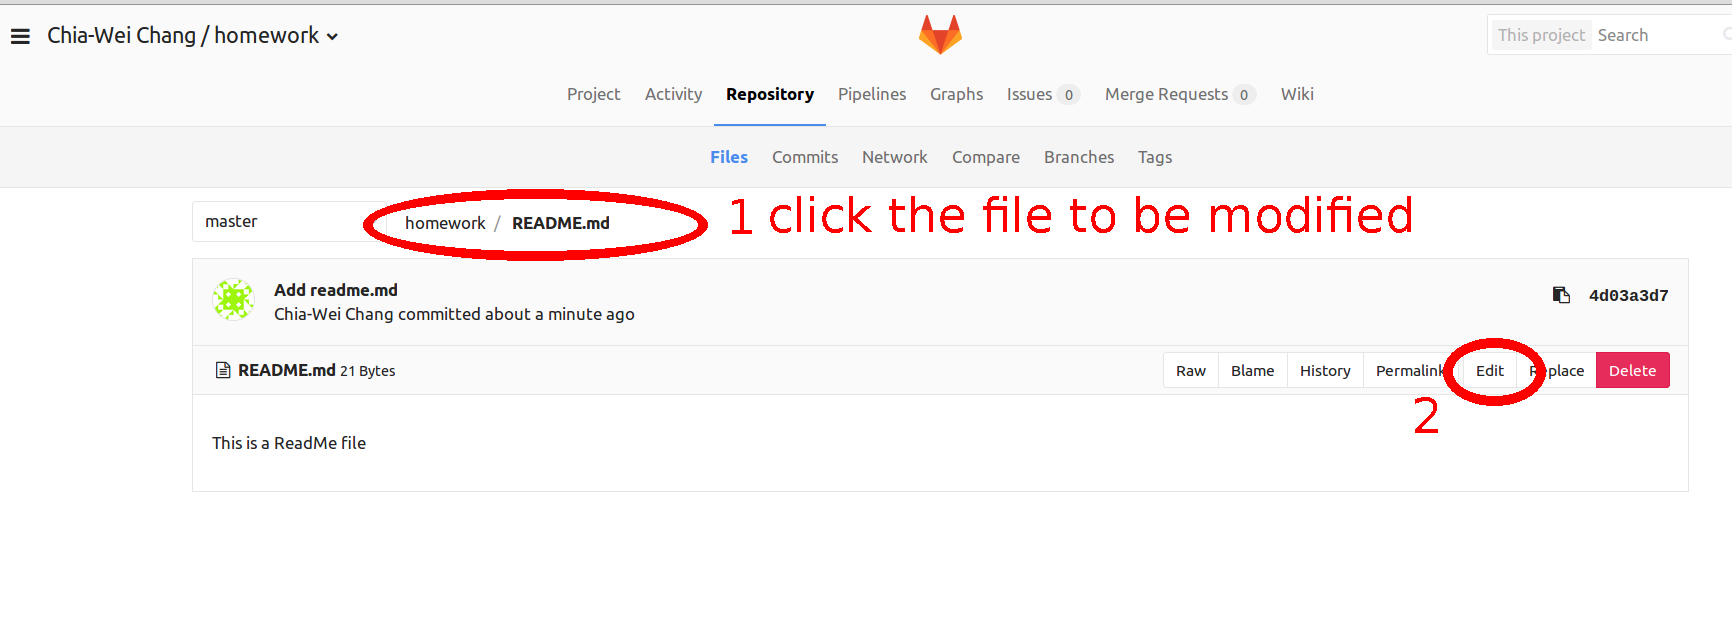 Chia-Wei Chang / homework
This project Search
Project Activity Repository Pipelines Graphs Issues 0 Merge Requests 0 Wiki
Files Commits Network Compare Branches Tags
master homework / README.md 1 click the file to be modified
Add readme.md
Chia-Wei Chang committed about a minute ago
4d03a3d7
README.md 21 Bytes
Raw Blame History Permalink Edit Replace Delete
2
This is a ReadMe file